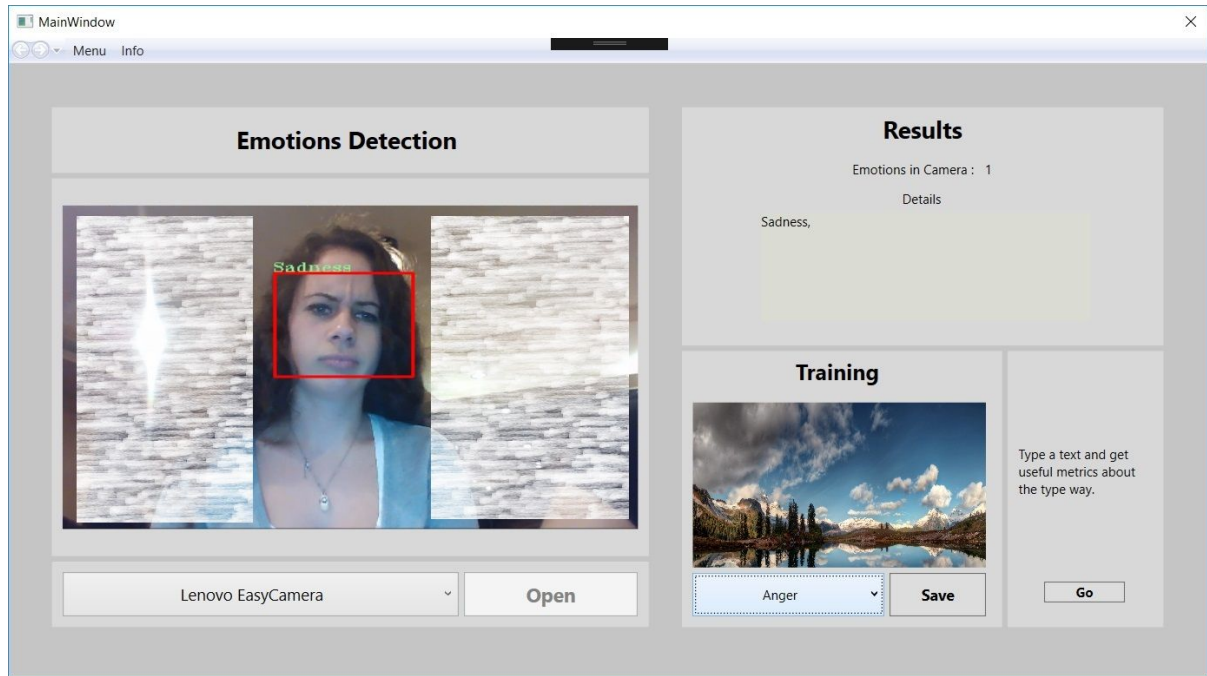 MainWindow
Menu Info
Emotions Detection
Sadness
Lenovo EasyCamera
Open
Results
Emotions in Camera : 1
Details
Sadness,
Training
Anger
Save
Type a text and get
useful metrics about
the type way.
Go